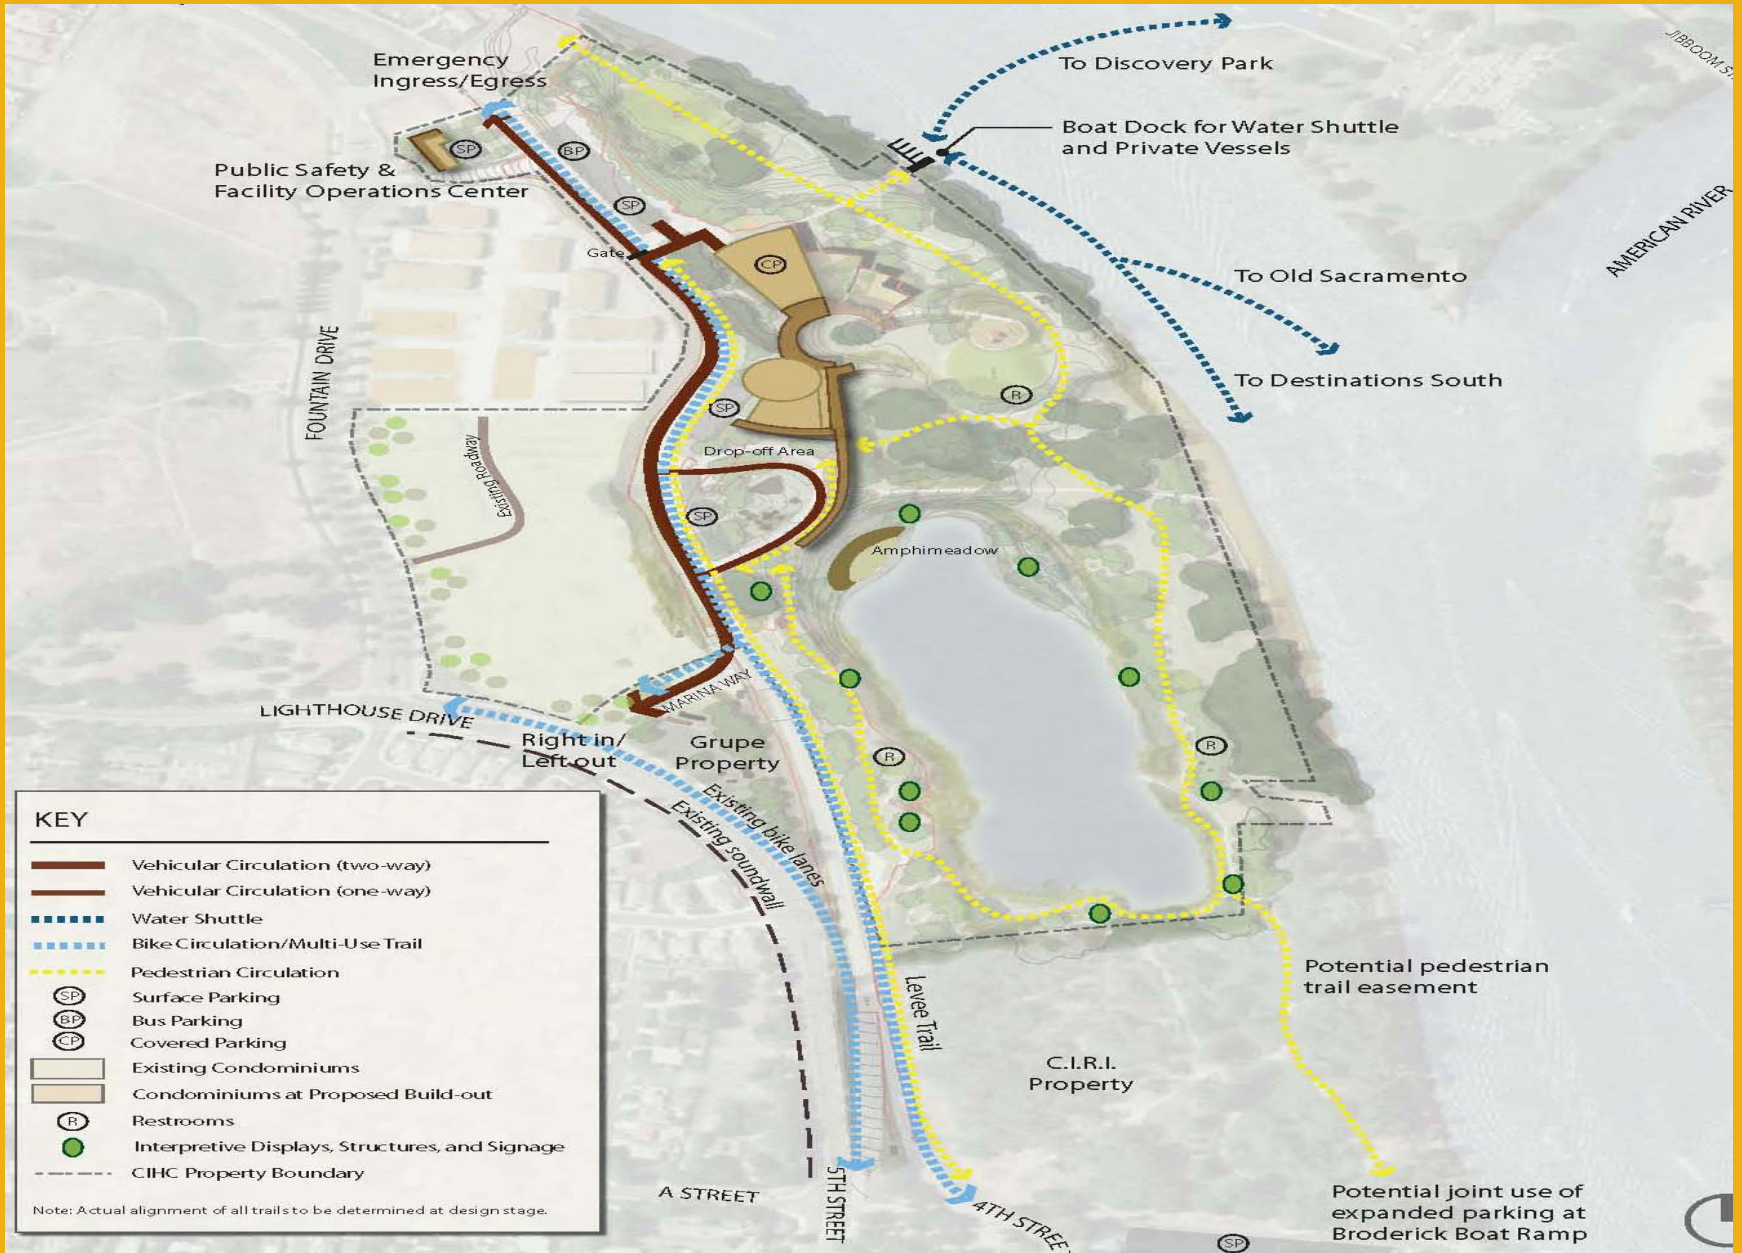 Emergency
Ingress/Egress
To Discovery Park
JIBBOOM
Boat Dock for Water Shuttle
and Private Vessels
SP
BP
Public Safety &
Facility Operations Center
SP
AMERICAN RIVER
Gate
CP
To Old Sacramento
FOUNTAIN DRIVE
To Destinations South
R
SP
Existing Roadway
Drop-off Area
SP
Amphimeadow
MARINA WAY
LIGHTHOUSE DRIVE
Right in/
Left out
Grupe
Property
R
R
Existing bike lanes
Existing soundwall
KEY
Vehicular Circulation (two-way)
Vehicular Circulation (one-way)
Water Shuttle
Bike Circulation/Multi-Use Trail
Pedestrian Circulation
SP Surface Parking
BP Bus Parking
CP Covered Parking
Existing Condominiums
Condominiums at Proposed Build-out
R Restrooms
Interpretive Displays, Structures, and Signage
CIHC Property Boundary
Note: Actual alignment of all trails to be determined at design stage.
Potential pedestrian
trail easement
Levee Trail
C.I.R.I.
Property
A STREET
5TH STREET
4TH STREE
Potential joint use of
expanded parking at
Broderick Boat Ramp
SP